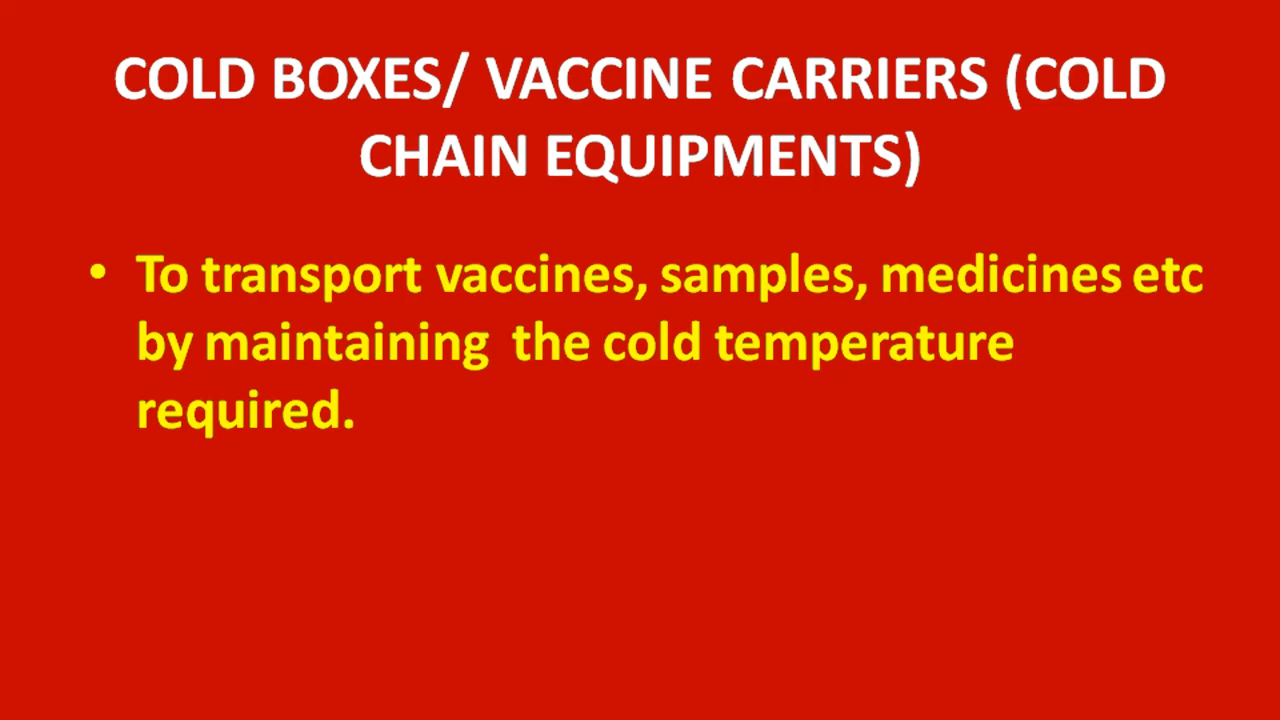 COLD BOXES/ VACCINE CARRIERS (COLD
CHAIN EQUIPMENTS)
• To transport vaccines, samples, medicines etc
by maintaining  the cold temperature
required.